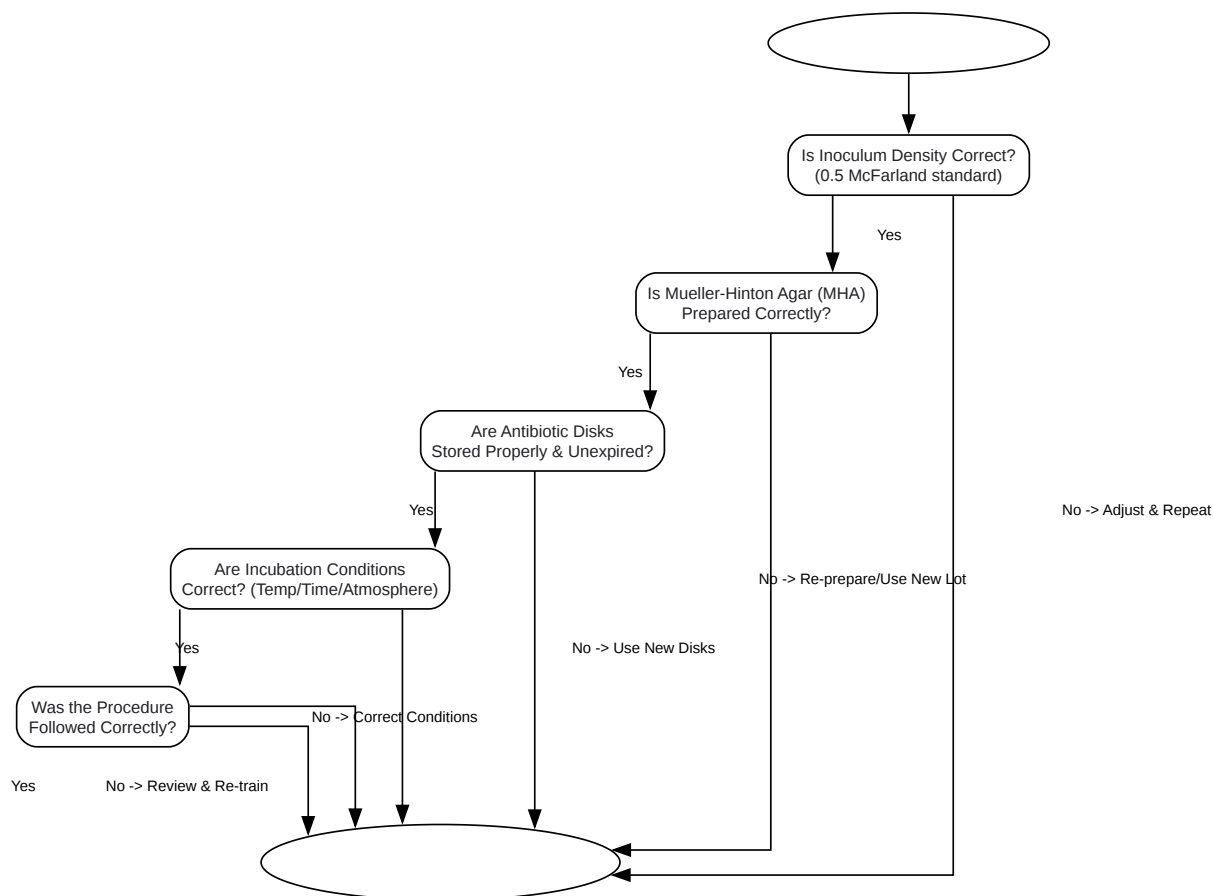 Is Inoculum Density Correct?
(0.5 McFarland standard)
Yes
Is Mueller-Hinton Agar (MHA)
Prepared Correctly?
Yes
Are Antibiotic Disks
Stored Properly & Unexpired?
Yes
No -> Adjust & Repeat
Are Incubation Conditions
Correct? (Temp/Time/Atmosphere)
No -> Re-prepare/Use New Lot
Yes
No -> Use New Disks
Was the Procedure
Followed Correctly?
No -> Correct Conditions
Yes
No -> Review & Re-train